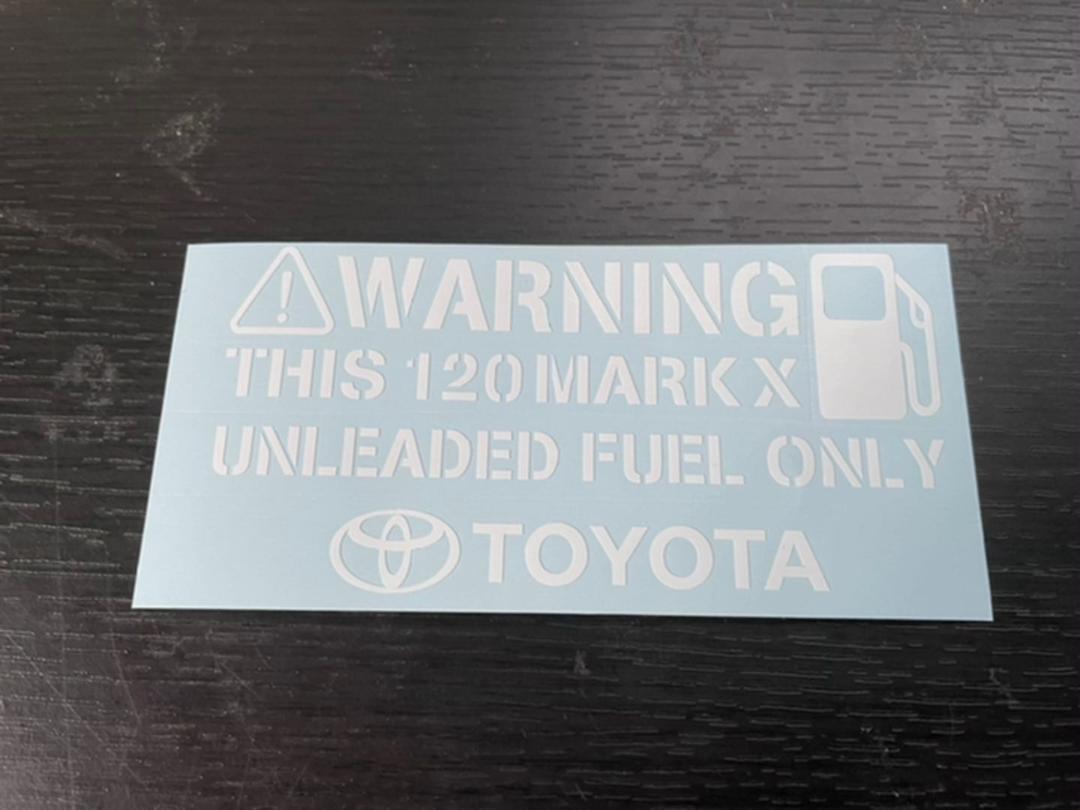 WARNING
THIS 120 MARK X
UNLEADED FUEL ONLY
TOYOTA